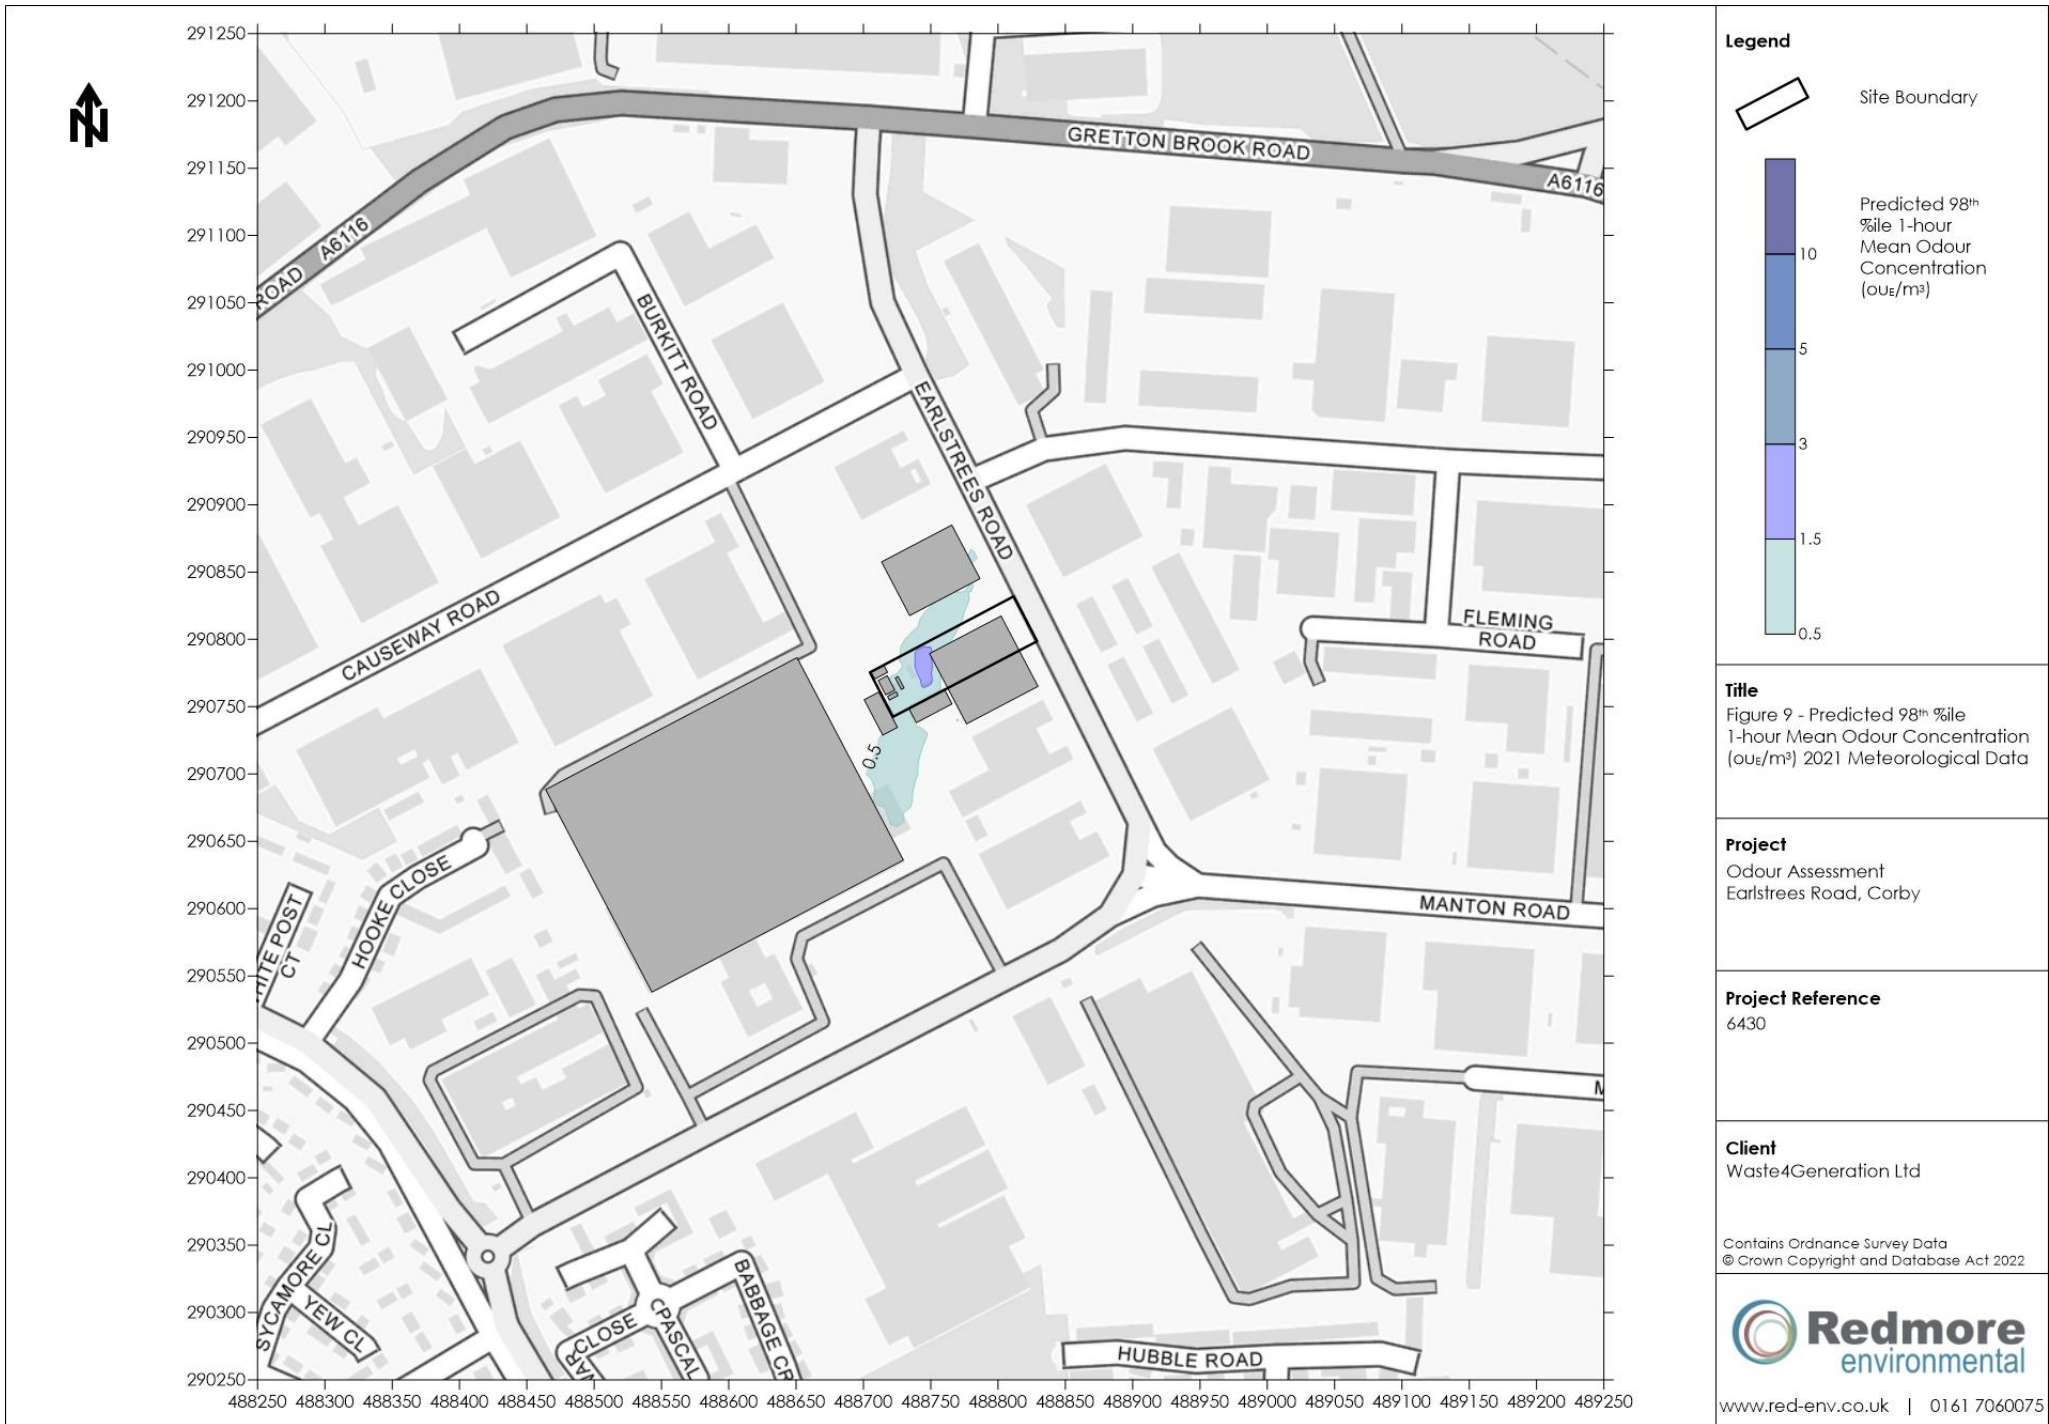 291250
291200
291150
291100
291050
291000
290950
290900
290850
290800
290750
290700
290650
290600
290550
290500
290450
290400
290350
290300
290250
488250 488300 488350 488400 488450 488500 488550 488600 488650 488700 488750 488800 488850 488900 488950 489000 489050 489100 489150 489200 489250
N
GRETTON BROOK ROAD
A6116
ROAD A6116
BURKITT ROAD
EARLSTREES ROAD
CAUSEWAY ROAD
FLEMING
ROAD
0.5
HOOKE CLOSE
HITE POST
CT
MANTON ROAD
M
SYCAMORE CL
YEW CL
CLOSE
PASCAL
BABBAGE CR
HUBBLE ROAD
Legend
Site Boundary
10
5
3
1.5
0.5
Predicted 98th
%ile 1-hour
Mean Odour
Concentration
(ouE/m³)
Title
Figure 9 - Predicted 98th %ile
1-hour Mean Odour Concentration
(ouE/m³) 2021 Meteorological Data
Project
Odour Assessment
Earlstrees Road, Corby
Project Reference
6430
Client
Waste4Generation Ltd
Contains Ordnance Survey Data
© Crown Copyright and Database Act 2022
Redmore
environmental
www.red-env.co.uk | 0161 7060075